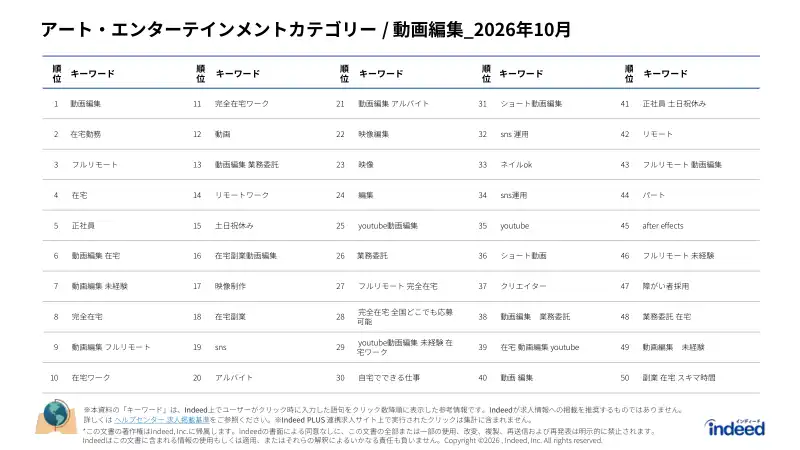 アート・エンターテインメントカテゴリー / 動画編集_2026年10月
順位 キーワード 順位 キーワード 順位 キーワード 順位 キーワード 順位 キーワード
1 動画編集 11 完全在宅ワーク 21 動画編集 アルバイト 31 ショート動画編集 41 正社員 土日祝休み
2 在宅勤務 12 動画 22 映像編集 32 sns 運用 42 リモート
3 フルリモート 13 動画編集 業務委託 23 映像 33 ネイルok 43 フルリモート 動画編集
4 在宅 14 リモートワーク 24 編集 34 sns運用 44 パート
5 正社員 15 土日祝休み 25 youtube動画編集 35 youtube 45 after effects
6 動画編集 在宅 16 在宅副業動画編集 26 業務委託 36 ショート動画 46 フルリモート 未経験
7 動画編集 未経験 17 映像制作 27 フルリモート 完全在宅 37 クリエイター 47 障がい者採用
8 完全在宅 18 在宅副業 28 完全在宅 全国どこでも応募可能 38 動画編集　業務委託 48 業務委託 在宅
9 動画編集 フルリモート 19 sns 29 youtube動画編集 未経験 在宅ワーク 39 在宅 動画編集 youtube 49 動画編集　未経験
10 在宅ワーク 20 アルバイト 30 自宅でできる仕事 40 動画 編集 50 副業 在宅 スキマ時間
※本資料の「キーワード」は、Indeed上でユーザーがクリック時に入力した語句をクリック数降順に表示した参考情報です。Indeedが求人情報への掲載を推奨するものではありません。
詳しくは ヘルプセンター 求人掲載基準をご参照ください。※Indeed PLUS 連携求人サイト上で実行されたクリックは集計に含まれません。
*この文書の著作権はIndeed, Inc.に帰属します。Indeedの書面による同意なしに、この文書の全部または一部の使用、改変、複製、再送信および再発表は明示的に禁止されます。
Indeedはこの文書に含まれる情報の使用もしくは適用、またはそれらの解釈によるいかなる責任も負いません。Copyright ©2026 , Indeed, Inc. All rights reserved.
インディード
indeed